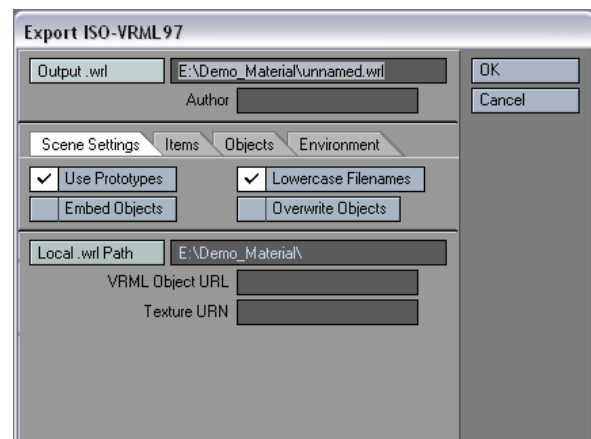 Export ISO-VRML97
Output .wrl E:\Demo_Material\unnamed.wrl OK
Author Cancel
Scene Settings Items Objects Environment
Use Prototypes Lowercase Filenames
Embed Objects Overwrite Objects
Local .wrl Path E:\Demo_Material\
VRML Object URL
Texture URN